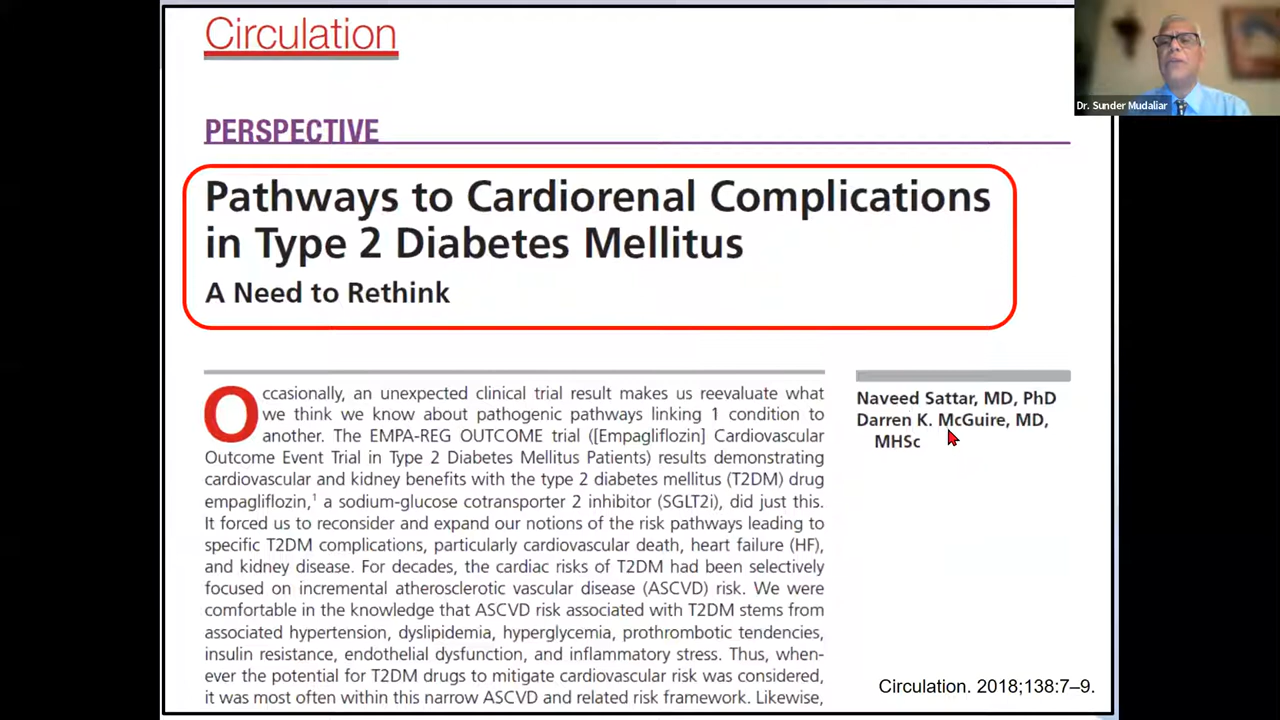 Circulation
Dr. Sunder Mudaliar
PERSPECTIVE
Pathways to Cardiorenal Complications
in Type 2 Diabetes Mellitus
A Need to Rethink
Occasionally, an unexpected clinical trial result makes us reevaluate what
we think we know about pathogenic pathways linking 1 condition to
another. The EMPA-REG OUTCOME trial ([Empagliflozin] Cardiovascular
Outcome Event Trial in Type 2 Diabetes Mellitus Patients) results demonstrating
cardiovascular and kidney benefits with the type 2 diabetes mellitus (T2DM) drug
empagliflozin,¹ a sodium-glucose cotransporter 2 inhibitor (SGLT2i), did just this.
It forced us to reconsider and expand our notions of the risk pathways leading to
specific T2DM complications, particularly cardiovascular death, heart failure (HF),
and kidney disease. For decades, the cardiac risks of T2DM had been selectively
focused on incremental atherosclerotic vascular disease (ASCVD) risk. We were
comfortable in the knowledge that ASCVD risk associated with T2DM stems from
associated hypertension, dyslipidemia, hyperglycemia, prothrombotic tendencies,
insulin resistance, endothelial dysfunction, and inflammatory stress. Thus, when-
ever the potential for T2DM drugs to mitigate cardiovascular risk was considered,
it was most often within this narrow ASCVD and related risk framework. Likewise,
Naveed Sattar, MD, PhD
Darren K. McGuire, MD,
MHSc
Circulation. 2018;138:7–9.